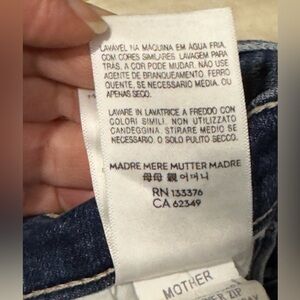 LAVÁVEL NA MÁQUINA EM ÁGUA FRIA,
COM CORES SIMILARES. LAVAGEM PARA
TRÁS. A COR PODE MUDAR. NÃO USE
AGENTE DE BRANQUEAMENTO. FERRO
QUENTE, SE NECESSÁRIO MÉDIA. OU
APENAS SECO.
LAVARE IN LAVATRICE A FREDDO CON
COLORI SIMILI. NON UTILIZZATO
CANDEGGINA. STIRARE MEDIO SE
NECESSARIO. O SOLO PULITO SECCO.
MADRE MERE MUTTER MADRE
母母 親 어머니
RN 133376
CA 62349
MOTHER
ZIP